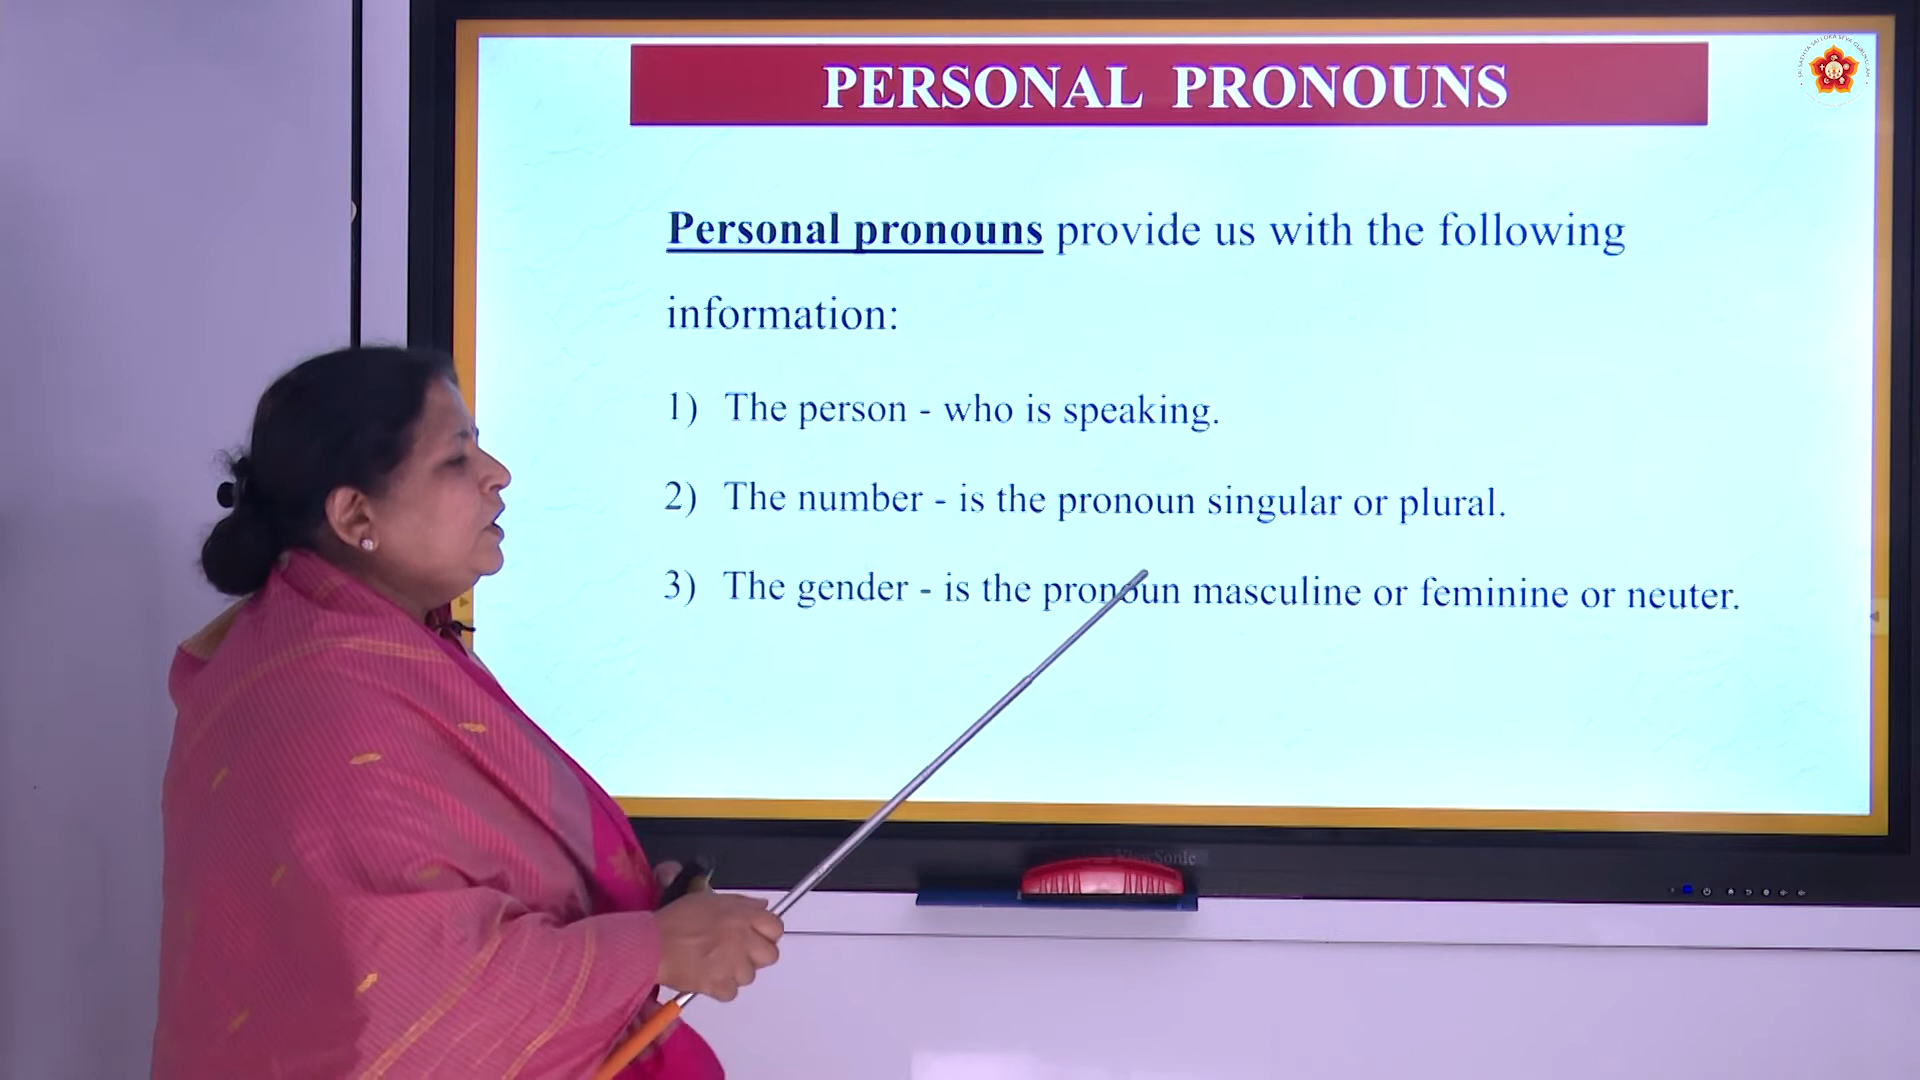 PERSONAL PRONOUNS
Personal pronouns provide us with the following
information:
1) The person - who is speaking.
2) The number - is the pronoun singular or plural.
3) The gender - is the pronoun masculine or feminine or neuter.
ViewSonic